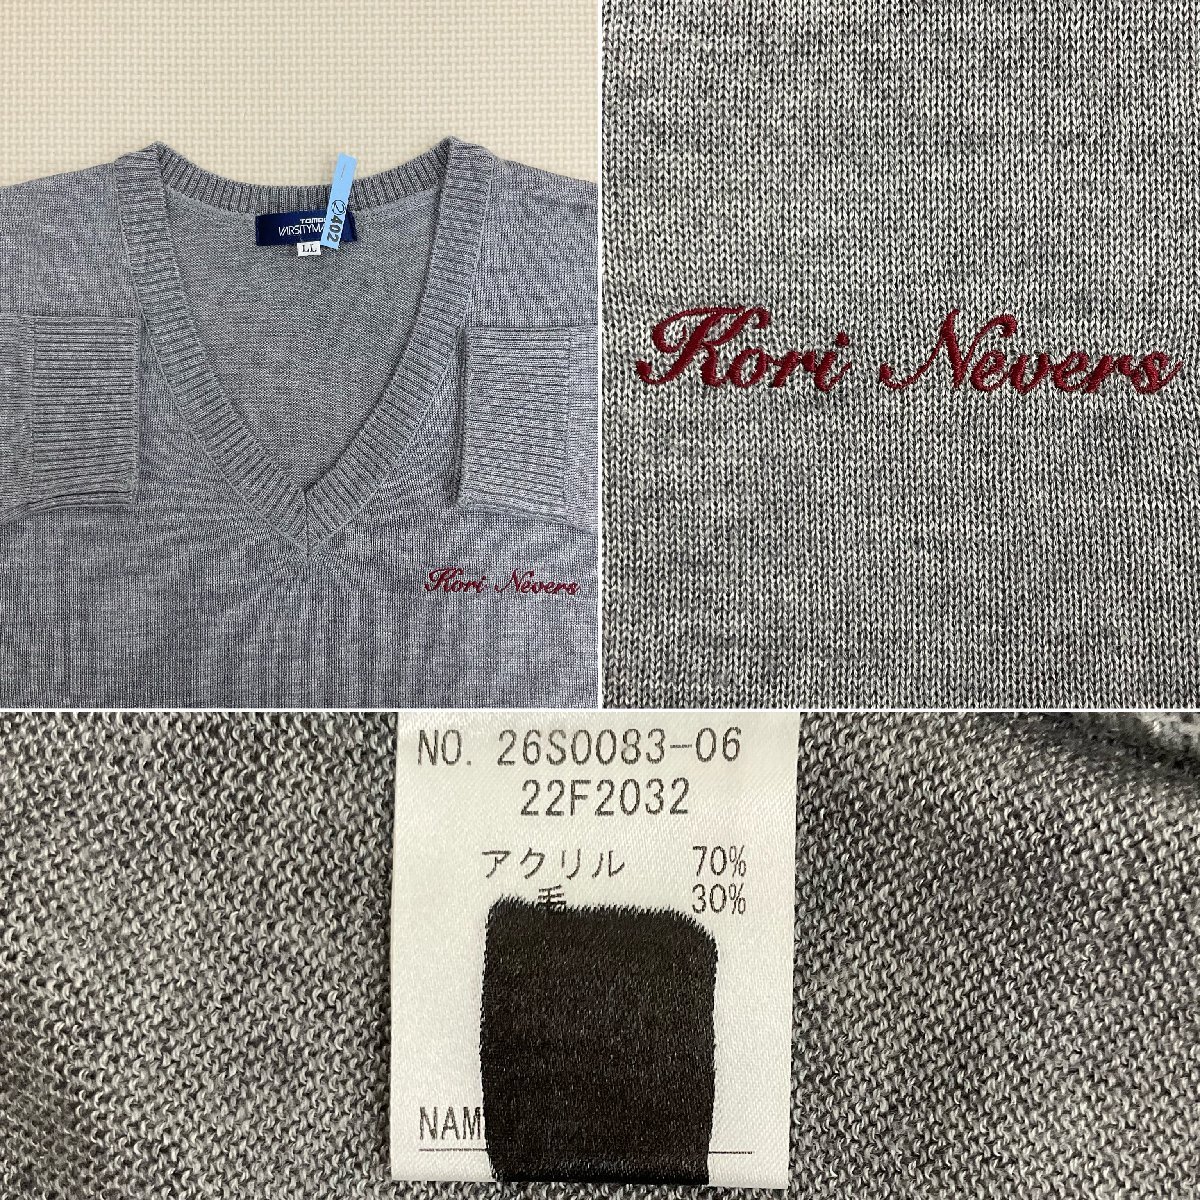 TOMBO
VARSITYMA
LL
402
Kori Nevers
Kori Nevers
NO. 26S0083-06
22F2032
アクリル 70%
毛 30%
NAM